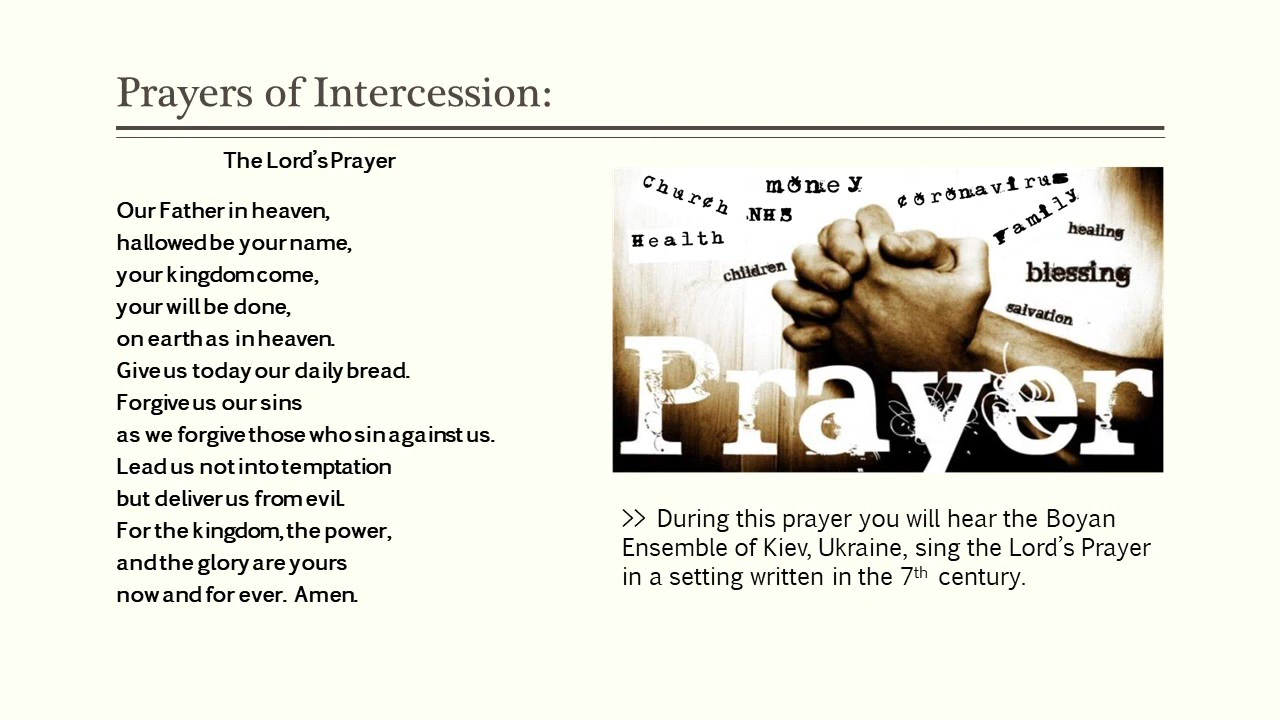 Prayers of Intercession:
The Lord’s Prayer
Our Father in heaven,
hallowed be your name,
your kingdom come,
your will be done,
on earth as in heaven.
Give us today our daily bread.
Forgive us our sins
as we forgive those who sin against us.
Lead us not into temptation
but deliver us from evil.
For the kingdom, the power,
and the glory are yours
now and for ever. Amen.
Church
money
coronavirus
NHS
Family
Health
healing
children
blessing
salvation
Prayer
>> During this prayer you will hear the Boyan
Ensemble of Kiev, Ukraine, sing the Lord’s Prayer
in a setting written in the 7th century.